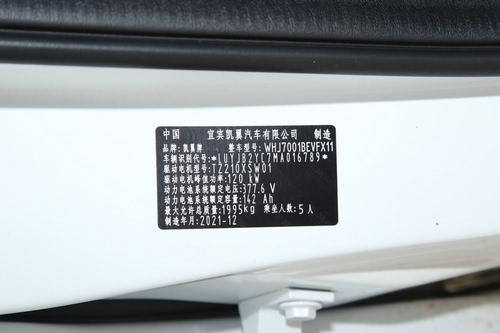 中国 宜宾凯翼汽车有限公司 制造
品牌:凯翼牌 整车型号:WHJ7001BEVFX11
车辆识别代号:*LUYJB2YC7MA016789*
驱动电机型号:TZ210XSW01
驱动电机峰值功率:120 kW
动力电池系统额定电压:377.6 V
动力电池系统额定容量:142 Ah
最大允许总质量:1995kg 乘坐人数:5人
制造年月:2021-12